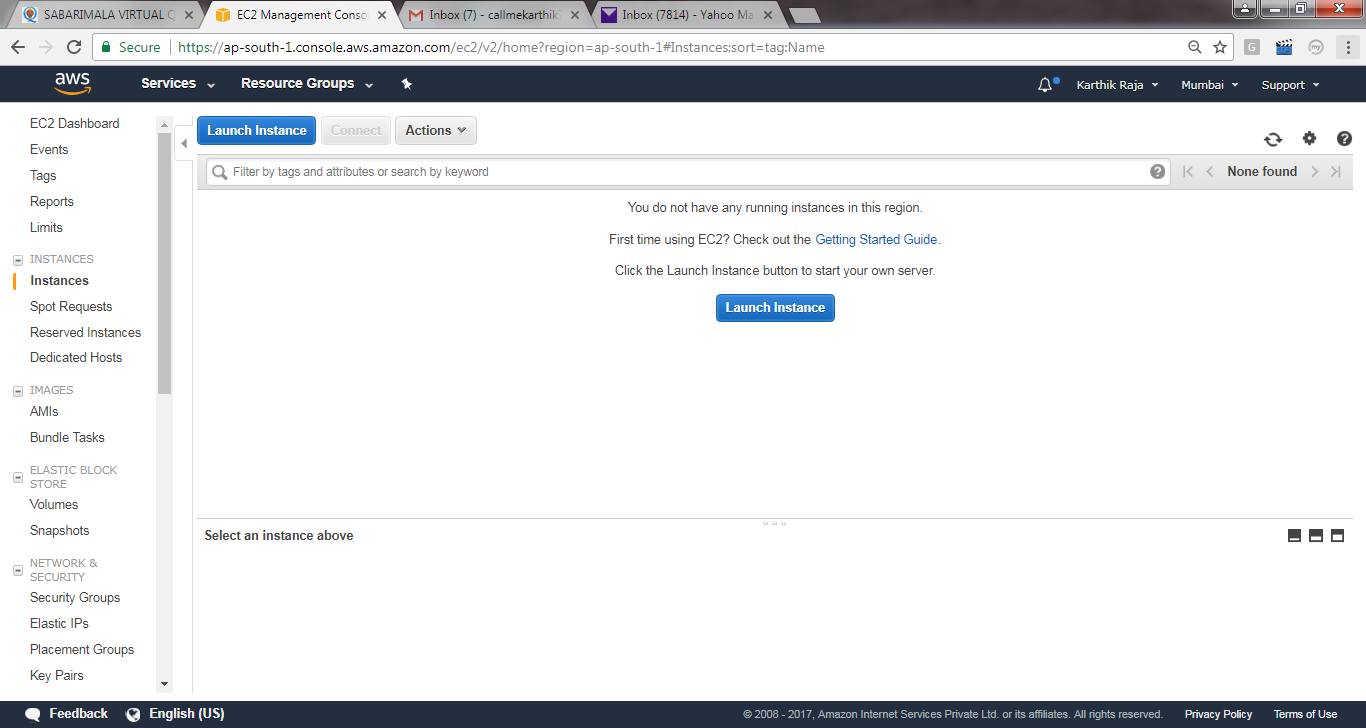 SABARIMALA VIRTUAL Q
EC2 Management Conso
Inbox (7) - callmekarthik
Inbox (7814) - Yahoo Ma
Secure https://ap-south-1.console.aws.amazon.com/ec2/v2/home?region=ap-south-1#Instances:sort=tag:Name
G
my
aws Services Resource Groups Karthik Raja Mumbai Support
EC2 Dashboard
Events
Tags
Reports
Limits
INSTANCES
Instances
Spot Requests
Reserved Instances
Dedicated Hosts
IMAGES
AMIs
Bundle Tasks
ELASTIC BLOCK
STORE
Volumes
Snapshots
NETWORK &
SECURITY
Security Groups
Elastic IPs
Placement Groups
Key Pairs
Launch Instance Connect Actions
Filter by tags and attributes or search by keyword
None found
You do not have any running instances in this region.
First time using EC2? Check out the Getting Started Guide.
Click the Launch Instance button to start your own server.
Launch Instance
Select an instance above
Feedback English (US) © 2008 - 2017, Amazon Internet Services Private Ltd. or its affiliates. All rights reserved. Privacy Policy Terms of Use